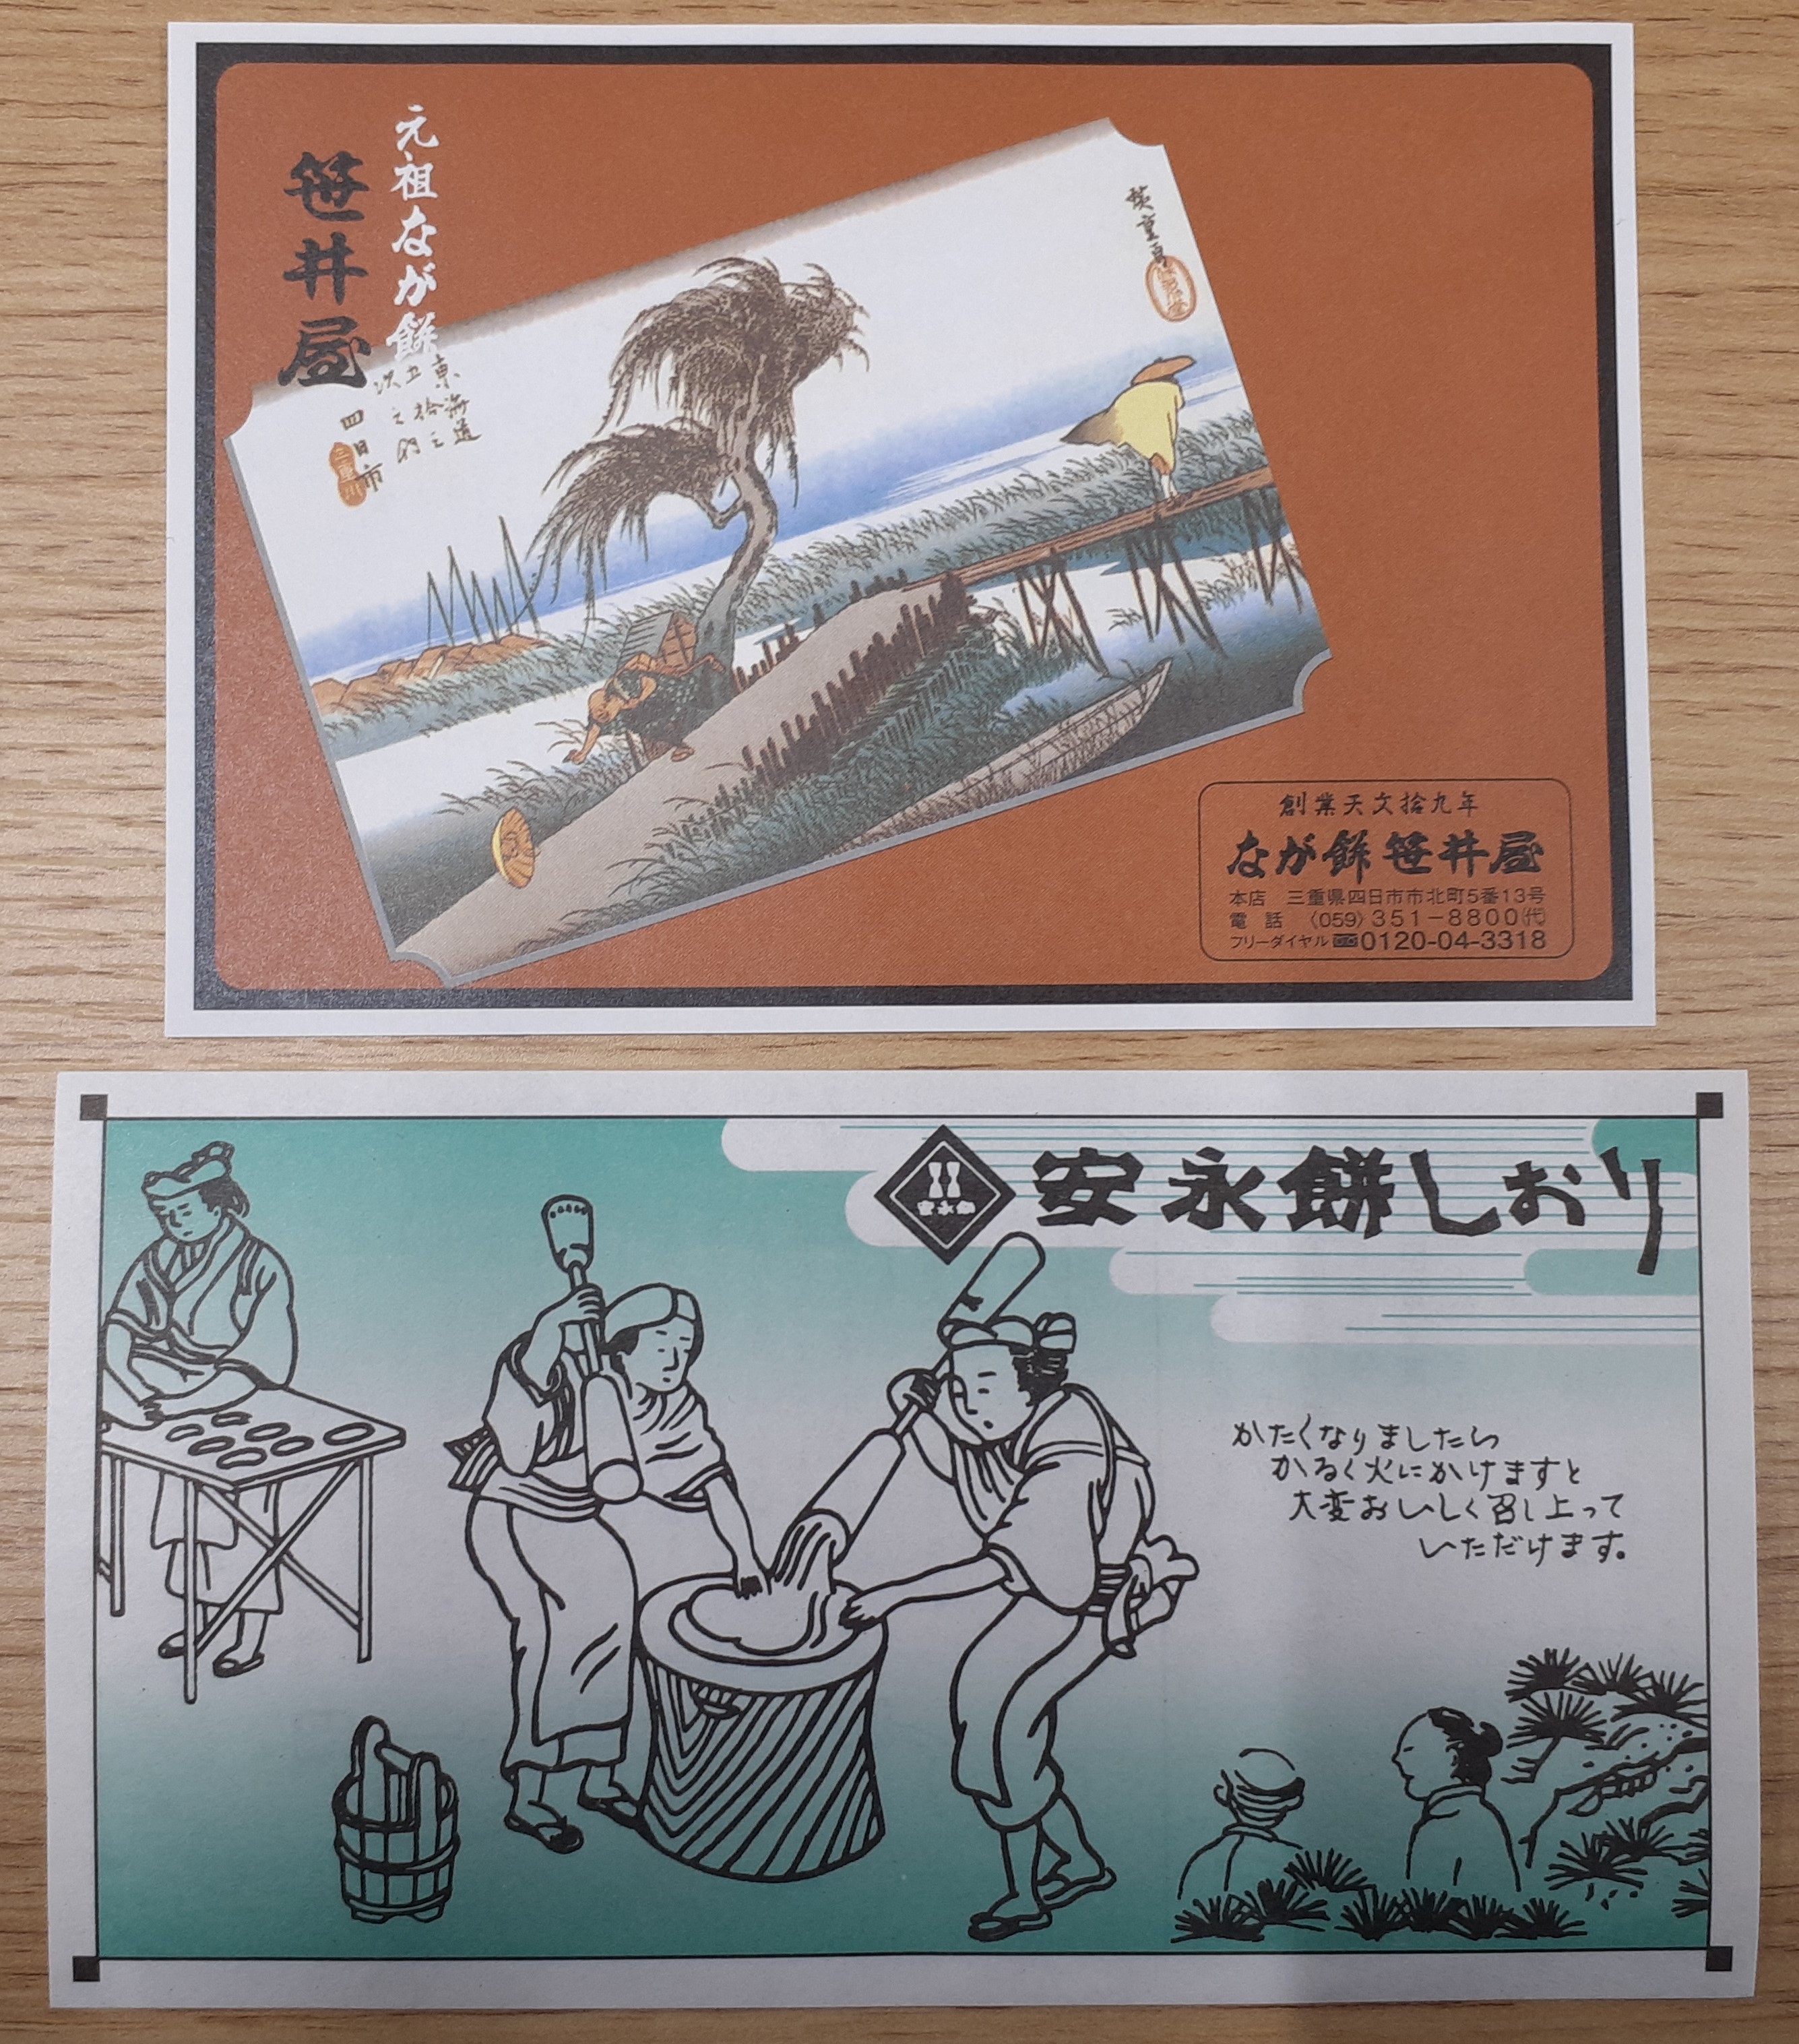 元祖なが餅
笹井屋
東海道
五拾三
次之内
四日市
三重川
廣重画
創業天文拾九年
なが餅笹井屋
本店 三重県四日市市北町5番13号
電話 (059)351-8800(代)
フリーダイヤル 0120-04-3318
安永餅
安永餅しおり
かたくなりましたら
かるく火にかけますと
大変おいしく召し上って
いただけます。